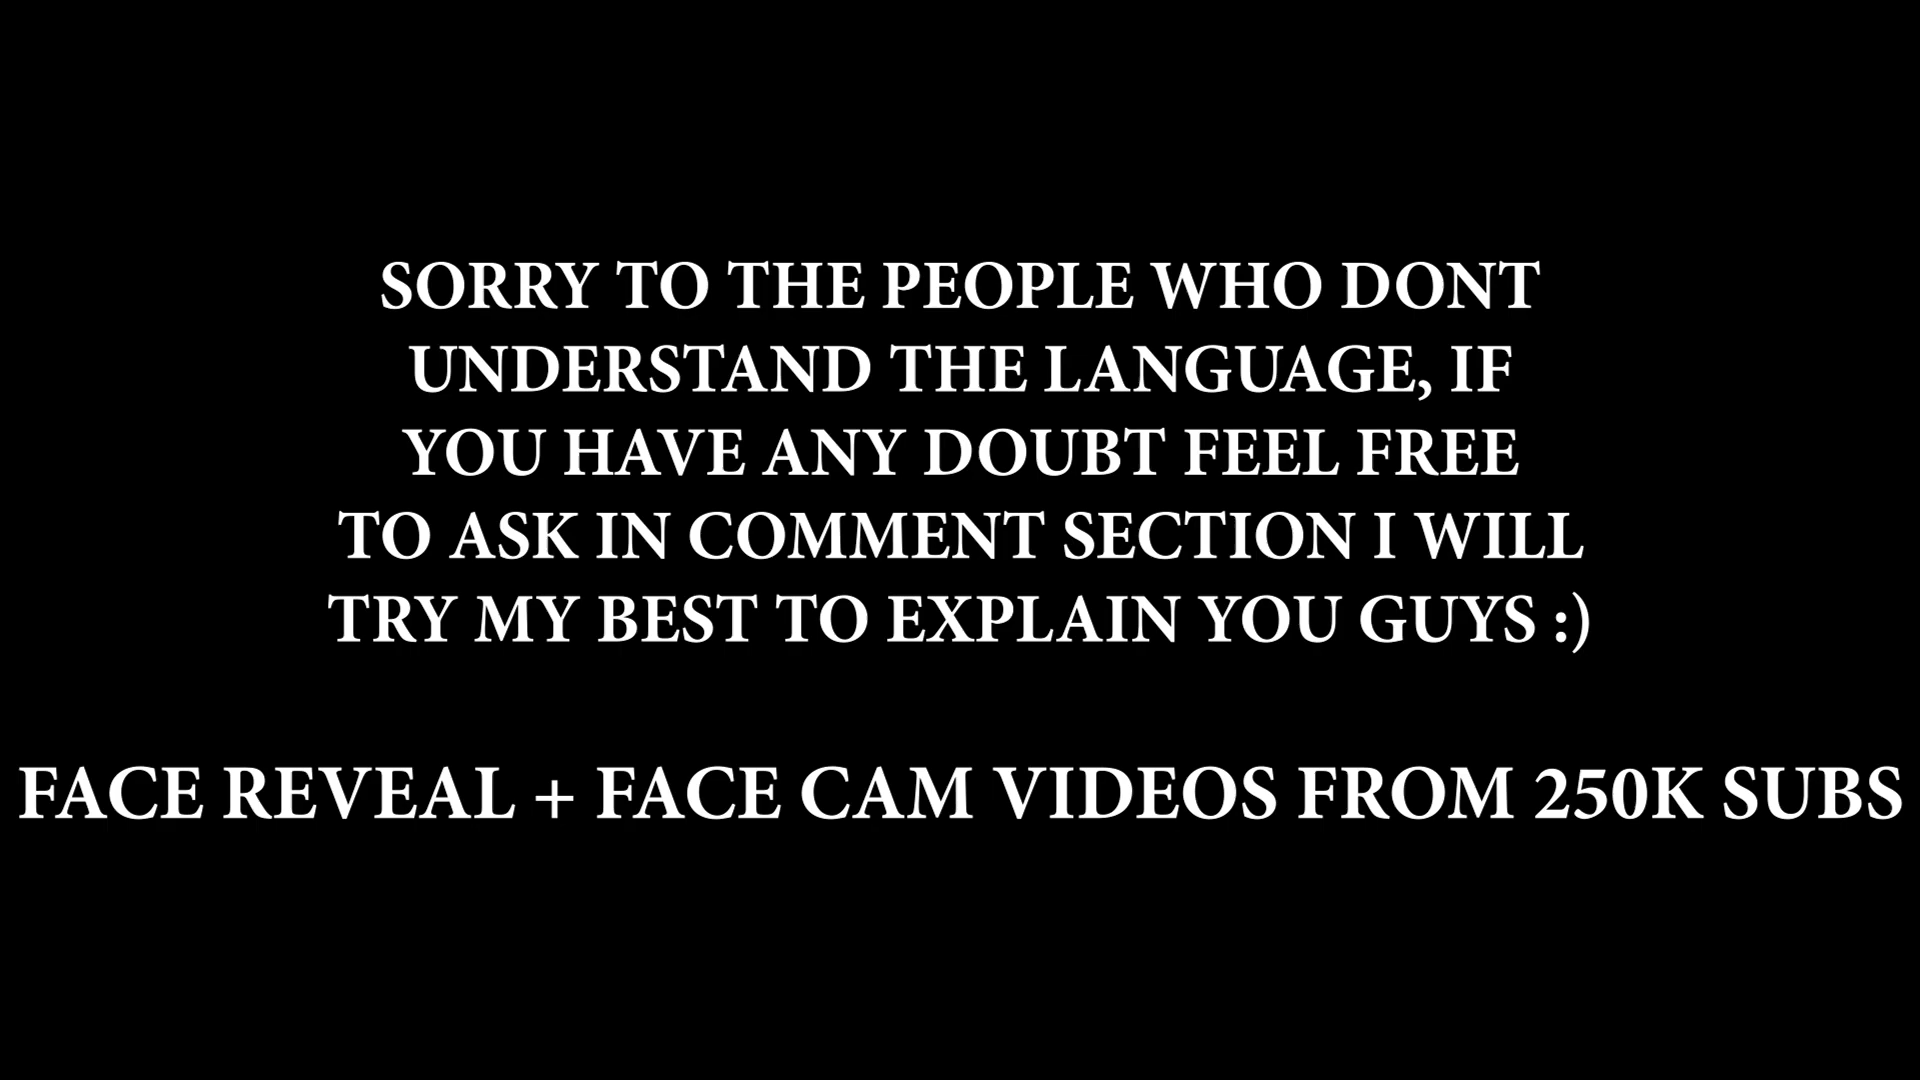 SORRY TO THE PEOPLE WHO DONT
UNDERSTAND THE LANGUAGE, IF
YOU HAVE ANY DOUBT FEEL FREE
TO ASK IN COMMENT SECTION I WILL
TRY MY BEST TO EXPLAIN YOU GUYS :)
FACE REVEAL + FACE CAM VIDEOS FROM 250K SUBS